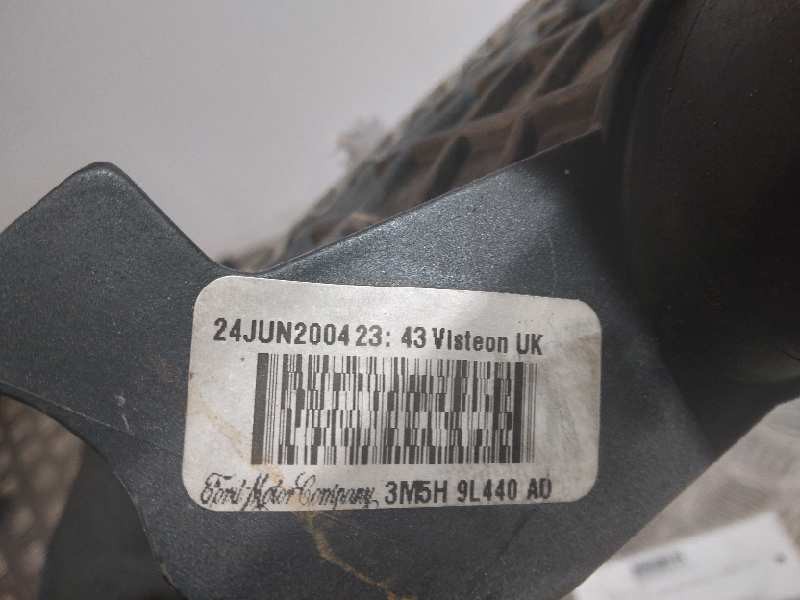 24JUN2004 23: 43 Visteon UK
Ford Motor Company 3M5H 9L440 AD